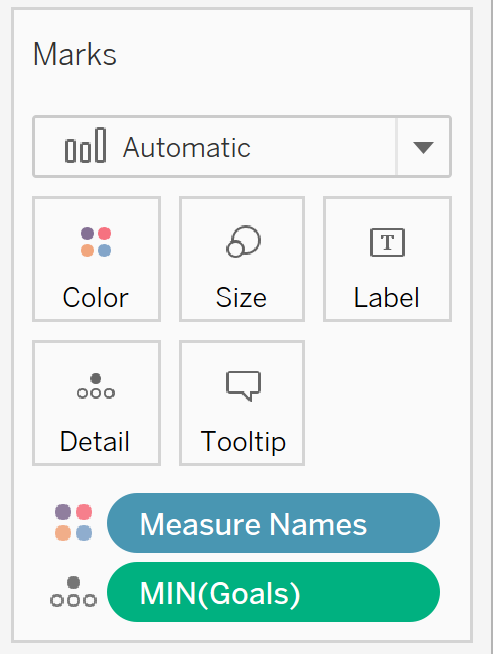 Marks
Automatic
Color Size Label
T
Detail Tooltip
Measure Names
MIN(Goals)